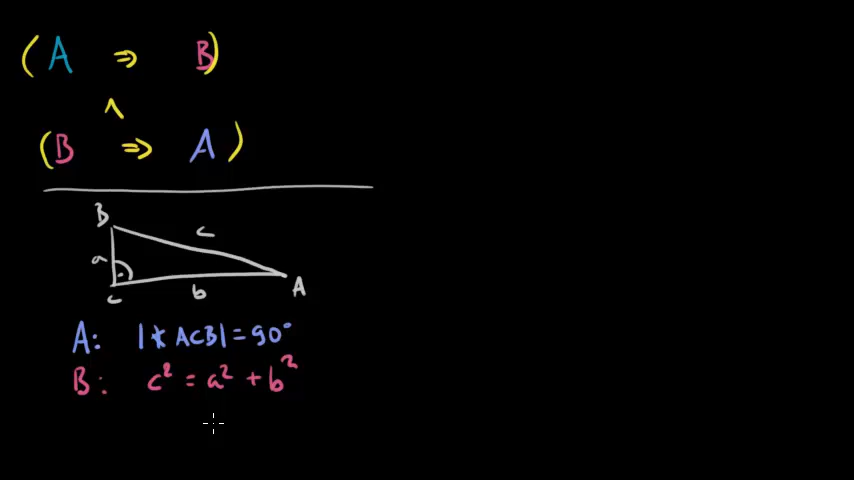 (A ⇒ B)
∧
(B ⇒ A)
B
c
a
C
b
A
A: |∢ACB| = 90°
B: c² = a² + b²